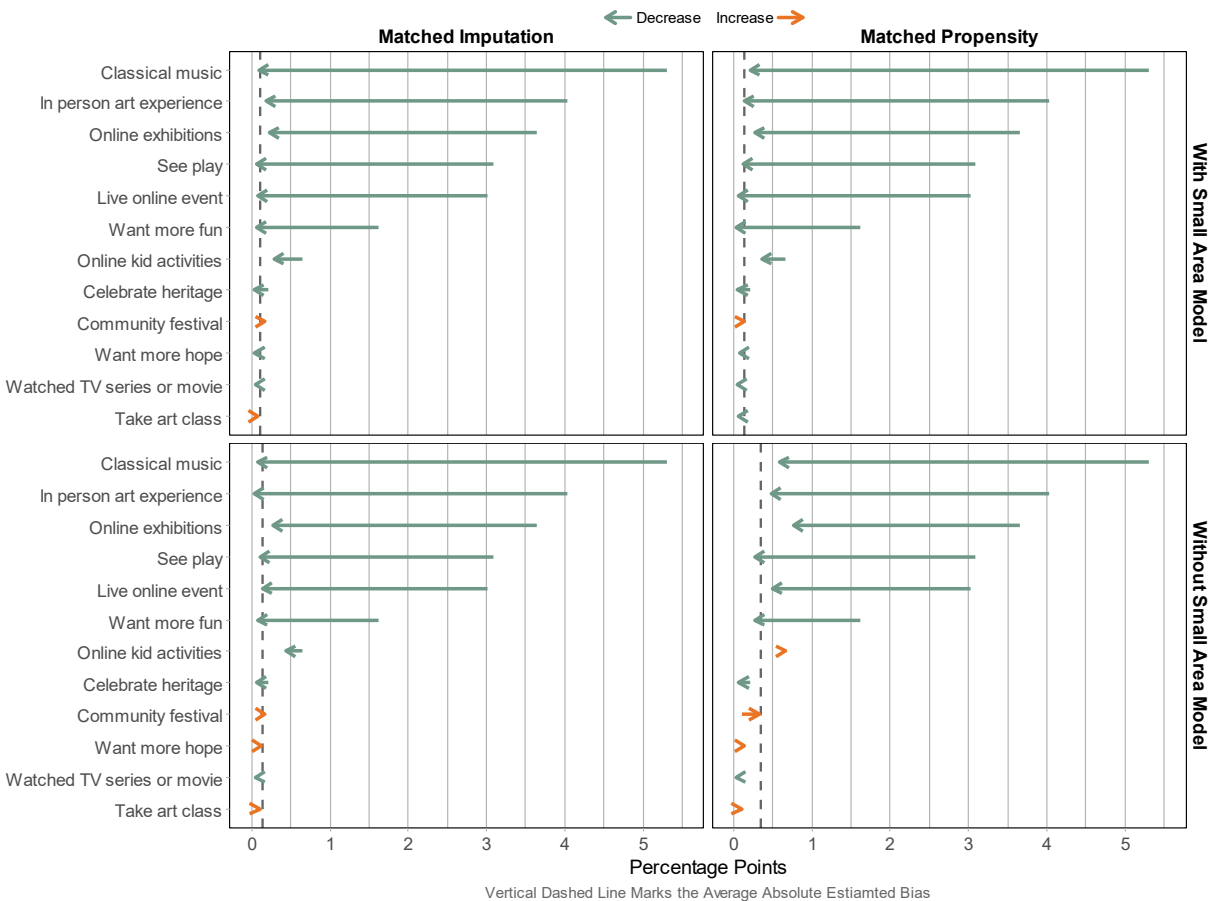 Decrease Increase
Matched Imputation Matched Propensity
Classical music
In person art experience
Online exhibitions
See play
Live online event
Want more fun
Online kid activities
Celebrate heritage
Community festival
Want more hope
Watched TV series or movie
Take art class
With Small Area Model
Classical music
In person art experience
Online exhibitions
See play
Live online event
Want more fun
Online kid activities
Celebrate heritage
Community festival
Want more hope
Watched TV series or movie
Take art class
Without Small Area Model
0 1 2 3 4 5 0 1 2 3 4 5
Percentage Points
Vertical Dashed Line Marks the Average Absolute Estiamted Bias